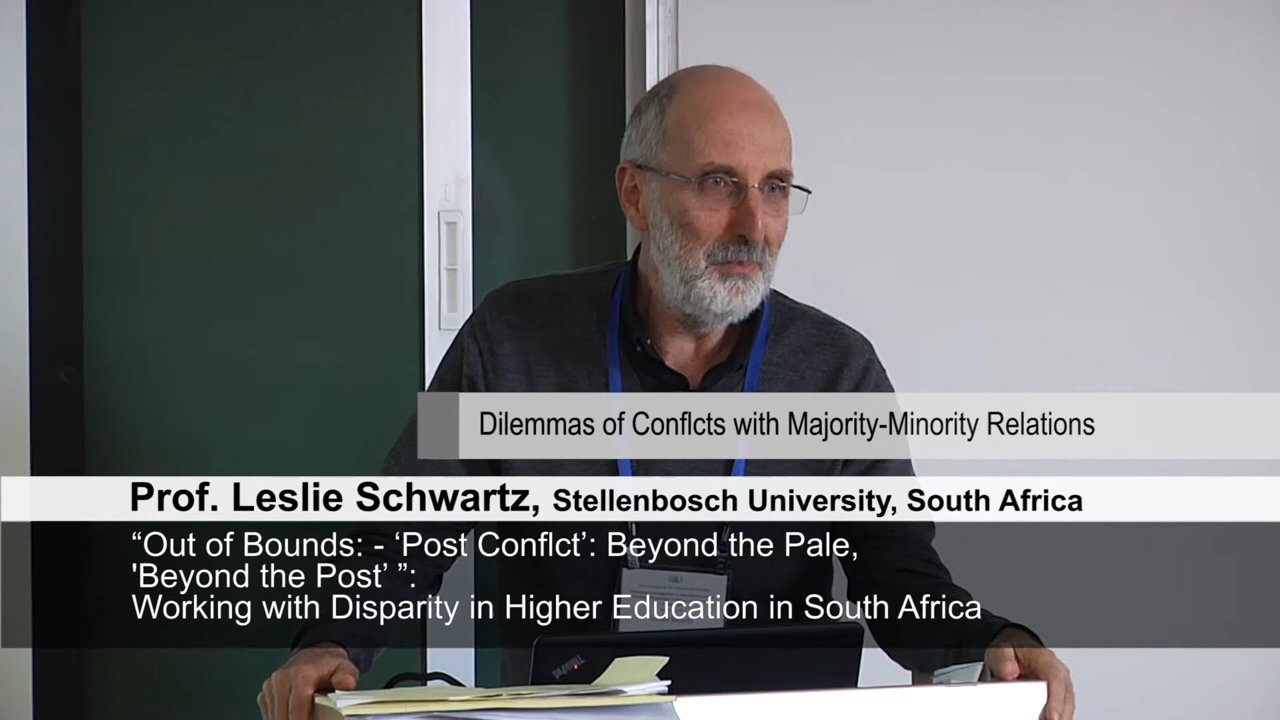 Dilemmas of Conflcts with Majority-Minority Relations
Prof. Leslie Schwartz, Stellenbosch University, South Africa
“Out of Bounds: - ‘Post Conflct’: Beyond the Pale,
'Beyond the Post’ ”:
Working with Disparity in Higher Education in South Africa
ThinkPad